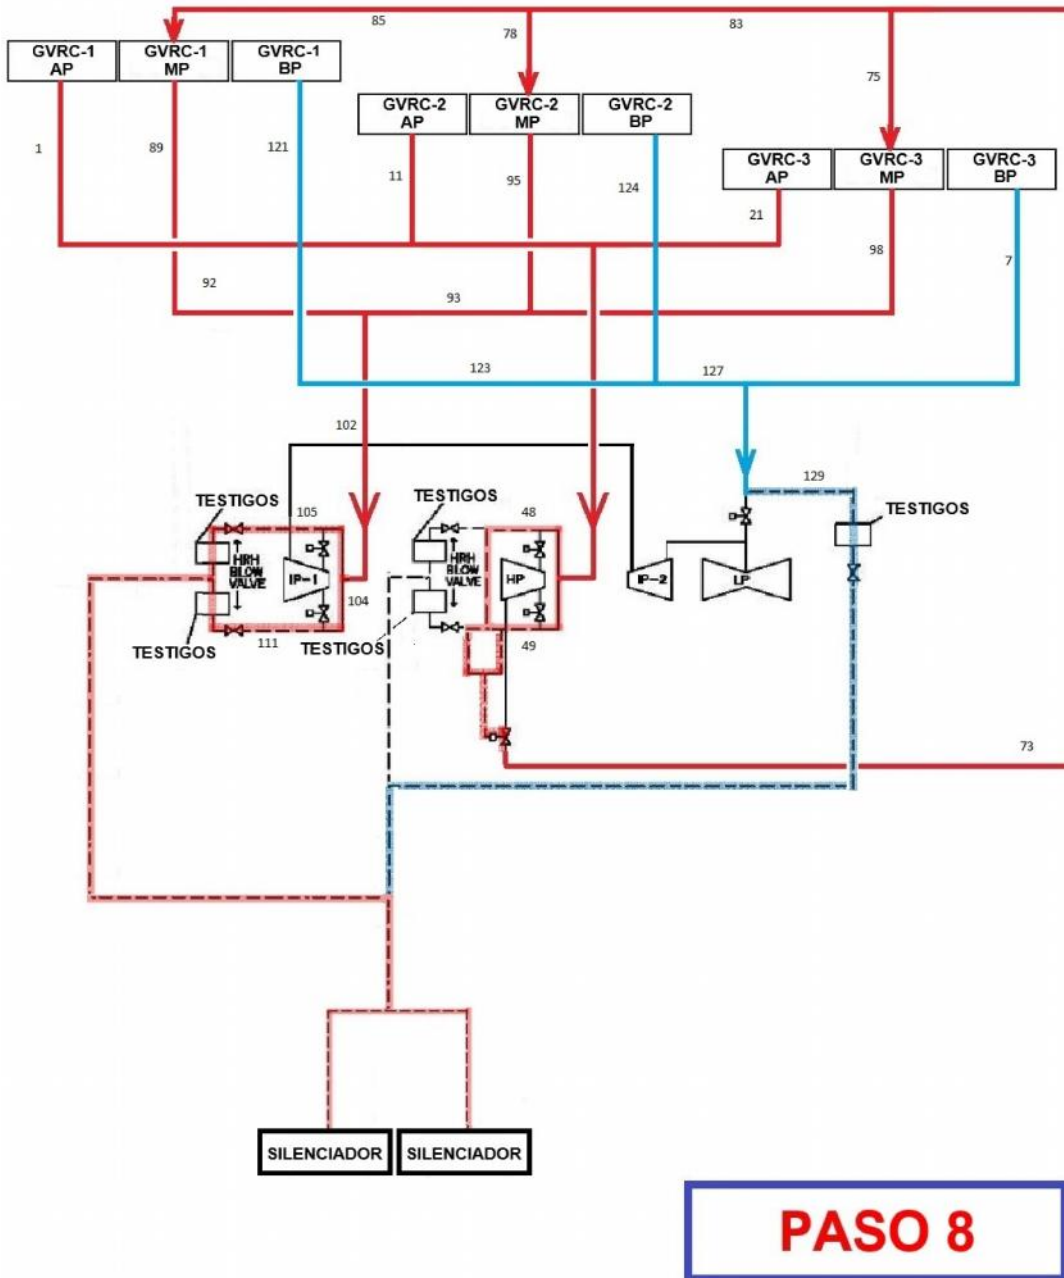 85
78
83
GVRC-1
AP
GVRC-1
MP
GVRC-1
BP
75
GVRC-2
AP
GVRC-2
MP
GVRC-2
BP
1
89
121
GVRC-3
AP
GVRC-3
MP
GVRC-3
BP
11
95
124
21
98
7
92
93
123
127
102
129
TESTIGOS
TESTIGOS
TESTIGOS
105
48
HRH
BLOW
VALVE
IP-1
HRH
BLOW
VALVE
HP
IP-2
LP
104
111
49
TESTIGOS
TESTIGOS
73
SILENCIADOR
SILENCIADOR
PASO 8